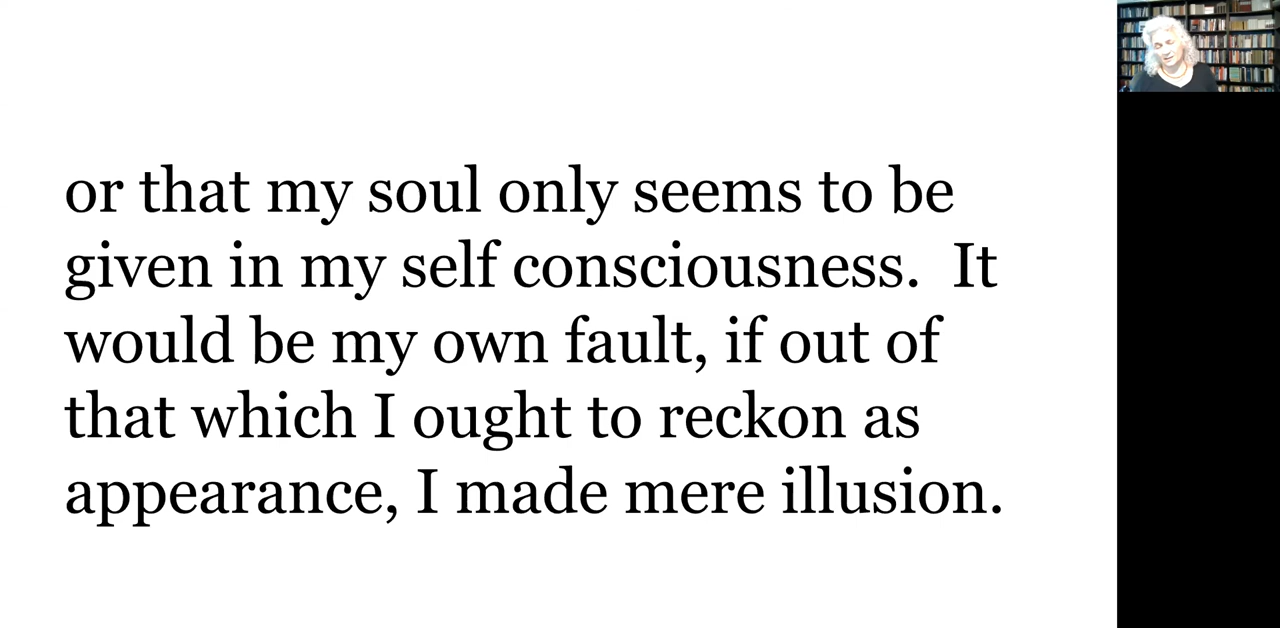 or that my soul only seems to be
given in my self consciousness.  It
would be my own fault, if out of
that which I ought to reckon as
appearance, I made mere illusion.